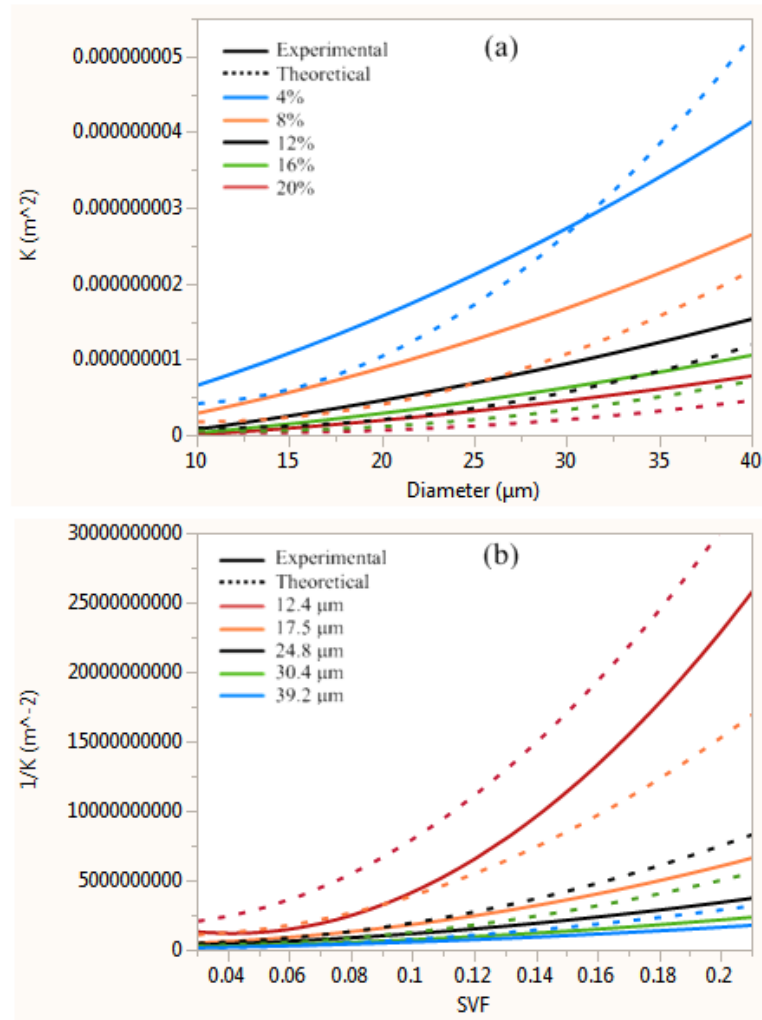 (a)
Experimental
Theoretical
4%
8%
12%
16%
20%
0.000000005
0.000000004
0.000000003
0.000000002
0.000000001
0
K (m^2)
10 15 20 25 30 35 40
Diameter (µm)
(b)
Experimental
Theoretical
12.4 µm
17.5 µm
24.8 µm
30.4 µm
39.2 µm
30000000000
25000000000
20000000000
15000000000
10000000000
5000000000
0
1/K (m^-2)
0.04 0.06 0.08 0.1 0.12 0.14 0.16 0.18 0.2
SVF